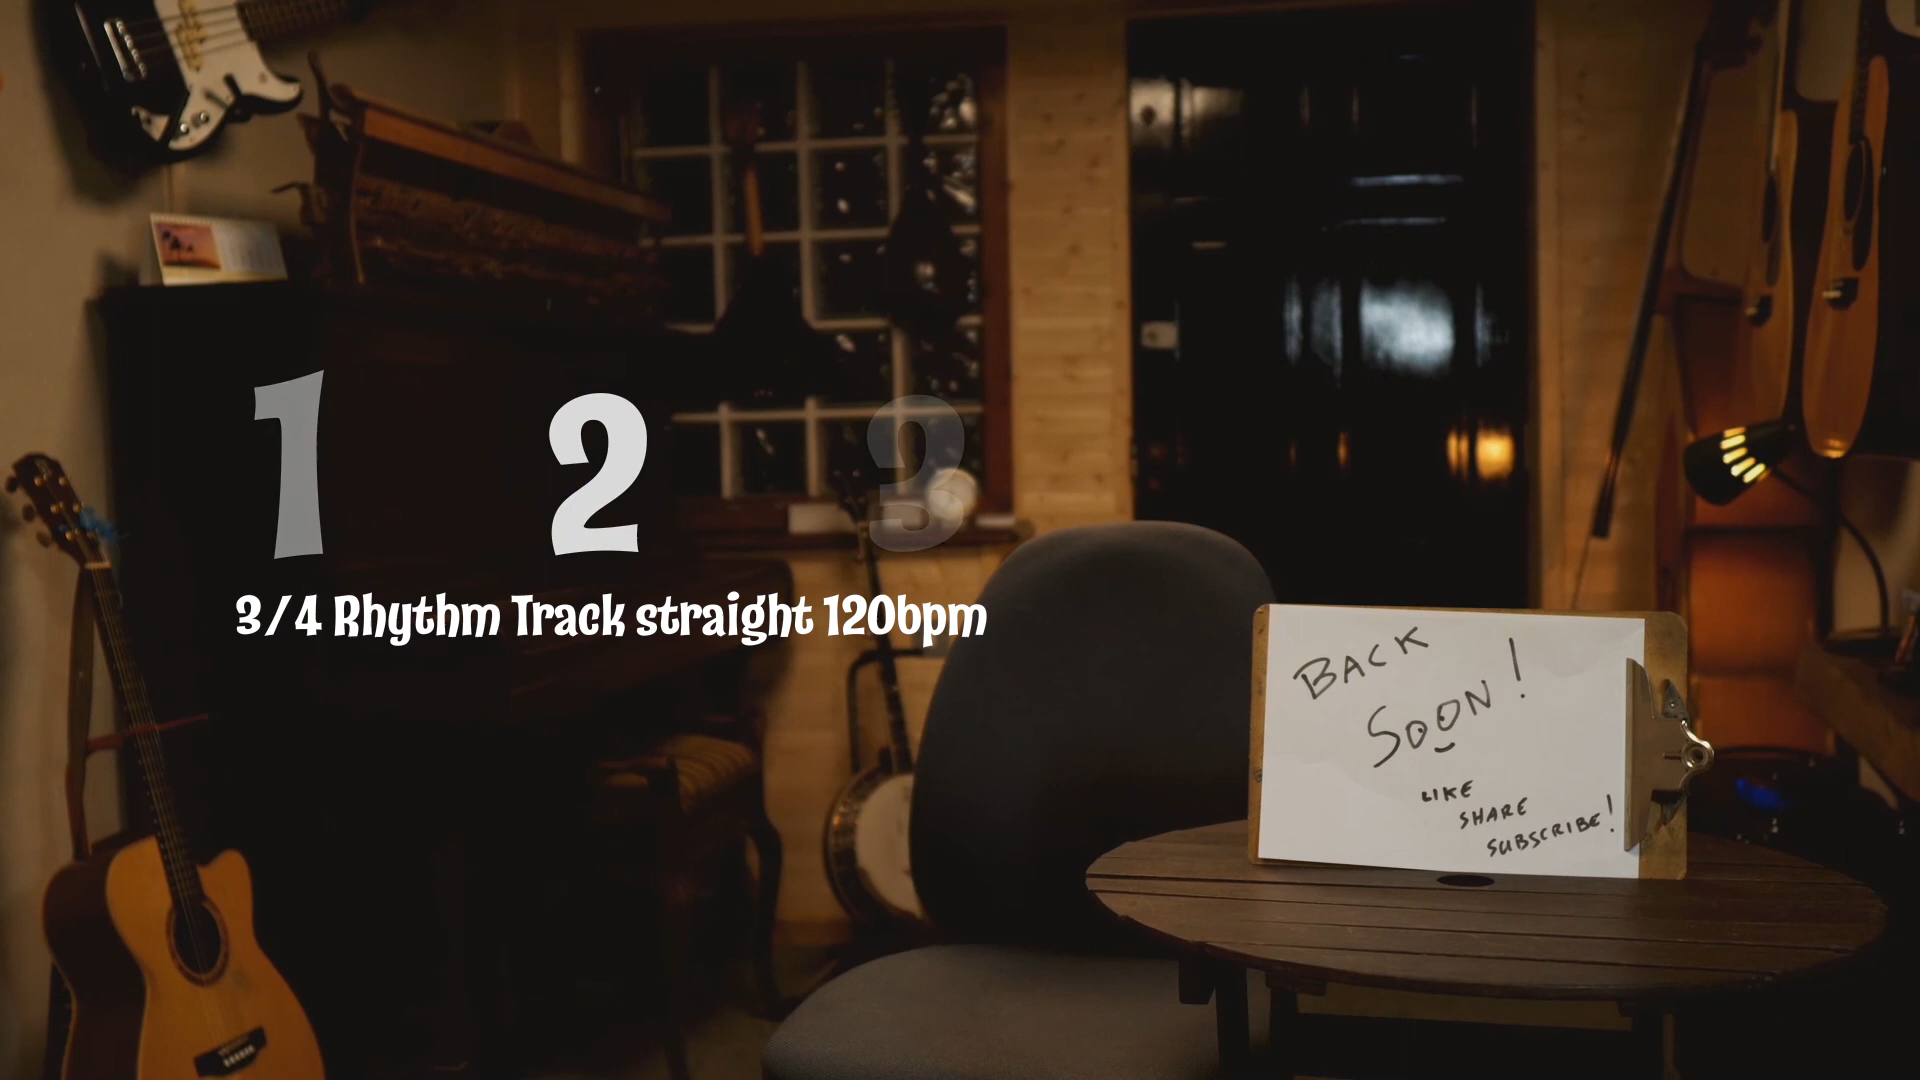 1 2 3
3/4 Rhythm Track straight 120bpm
BACK
SOON!
LIKE
SHARE
SUBSCRIBE!